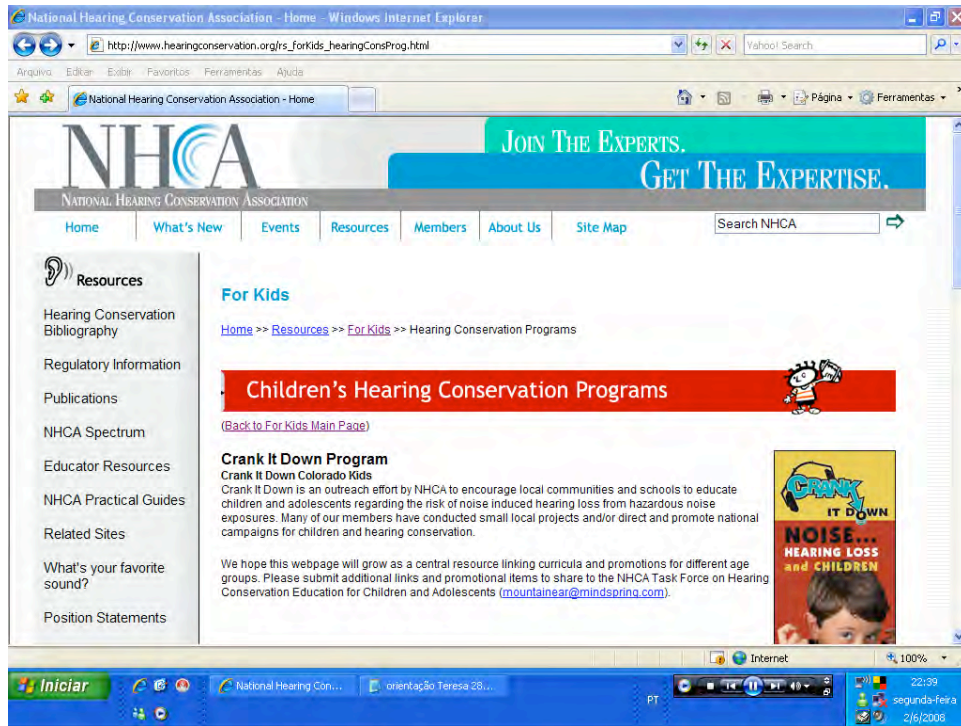 National Hearing Conservation Association - Home - Windows Internet Explorer
http://www.hearingconservation.org/rs_forKids_hearingConsProg.html
Yahoo! Search
Arquivo Editar Exibir Favoritos Ferramentas Ajuda
National Hearing Conservation Association - Home
Página
Ferramentas
NHCA
NATIONAL HEARING CONSERVATION ASSOCIATION
JOIN THE EXPERTS.
GET THE EXPERTISE.
Home What's New Events Resources Members About Us Site Map
Search NHCA
Resources
Hearing Conservation
Bibliography
Regulatory Information
Publications
NHCA Spectrum
Educator Resources
NHCA Practical Guides
Related Sites
What's your favorite
sound?
Position Statements
For Kids
Home >> Resources >> For Kids >> Hearing Conservation Programs
Children's Hearing Conservation Programs
(Back to For Kids Main Page)
Crank It Down Program
Crank It Down Colorado Kids
Crank It Down is an outreach effort by NHCA to encourage local communities and schools to educate
children and adolescents regarding the risk of noise induced hearing loss from hazardous noise
exposures. Many of our members have conducted small local projects and/or direct and promote national
campaigns for children and hearing conservation.
We hope this webpage will grow as a central resource linking curricula and promotions for different age
groups. Please submit additional links and promotional items to share to the NHCA Task Force on Hearing
Conservation Education for Children and Adolescents (mountainear@mindspring.com).
CRANK
IT DOWN
NOISE...
HEARING LOSS
and CHILDREN
Internet
100%
Iniciar
National Hearing Con...
orientação Teresa 28...
PT
22:39
segunda-feira
2/6/2008